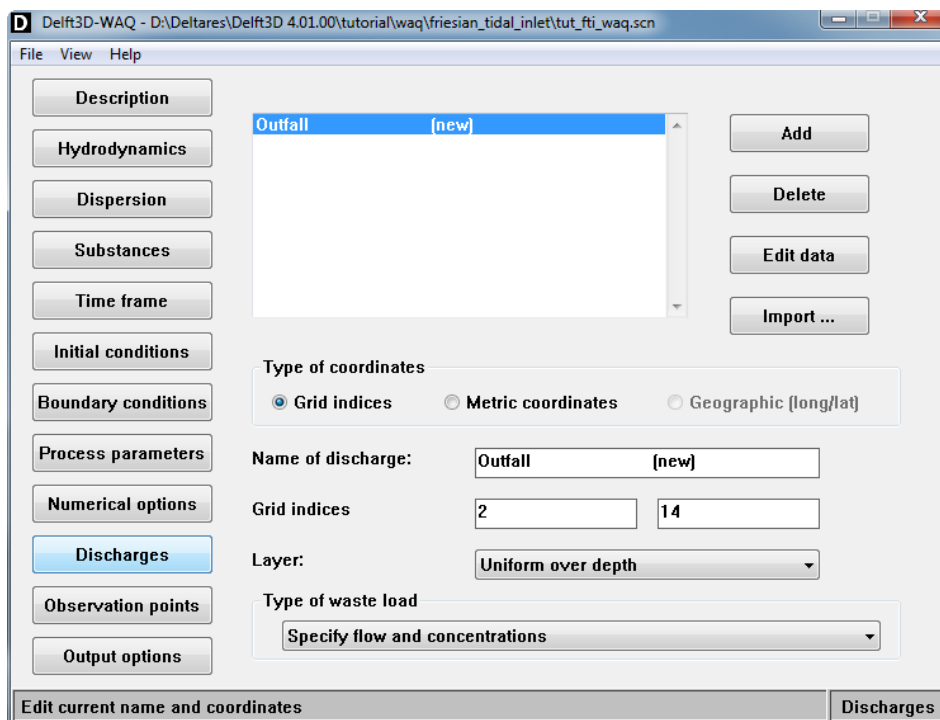 D Delft3D-WAQ - D:\Deltares\Delft3D 4.01.00\tutorial\waq\friesian_tidal_inlet\tut_fti_waq.scn
File View Help
Description
Hydrodynamics
Dispersion
Substances
Time frame
Initial conditions
Boundary conditions
Process parameters
Numerical options
Discharges
Observation points
Output options
Outfall (new)
Add
Delete
Edit data
Import ...
Type of coordinates
Grid indices Metric coordinates Geographic (long/lat)
Name of discharge: Outfall (new)
Grid indices 2 14
Layer: Uniform over depth
Type of waste load
Specify flow and concentrations
Edit current name and coordinates Discharges